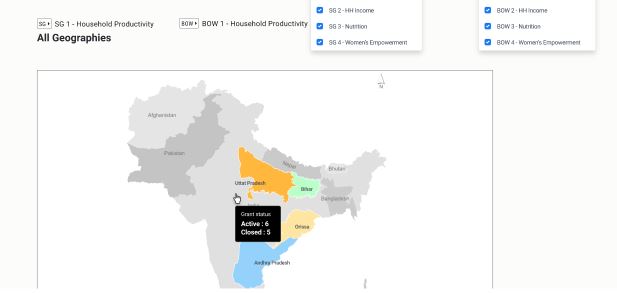 SG 2 - HH Income
BOW 2 - HH Income
SG SG 1 - Household Productivity
BOW BOW 1 - Household Productivity
SG 3 - Nutrition
BOW 3 - Nutrition
All Geographies
SG 4 - Women's Empowerment
BOW 4 - Women's Empowerment
N
Afghanistan
Pakistan
Nepal
Bhutan
Uttat Pradesh
Bihar
Bangladesh
India
Grant status
Active : 6
Closed : 5
Orissa
Andhra Pradesh